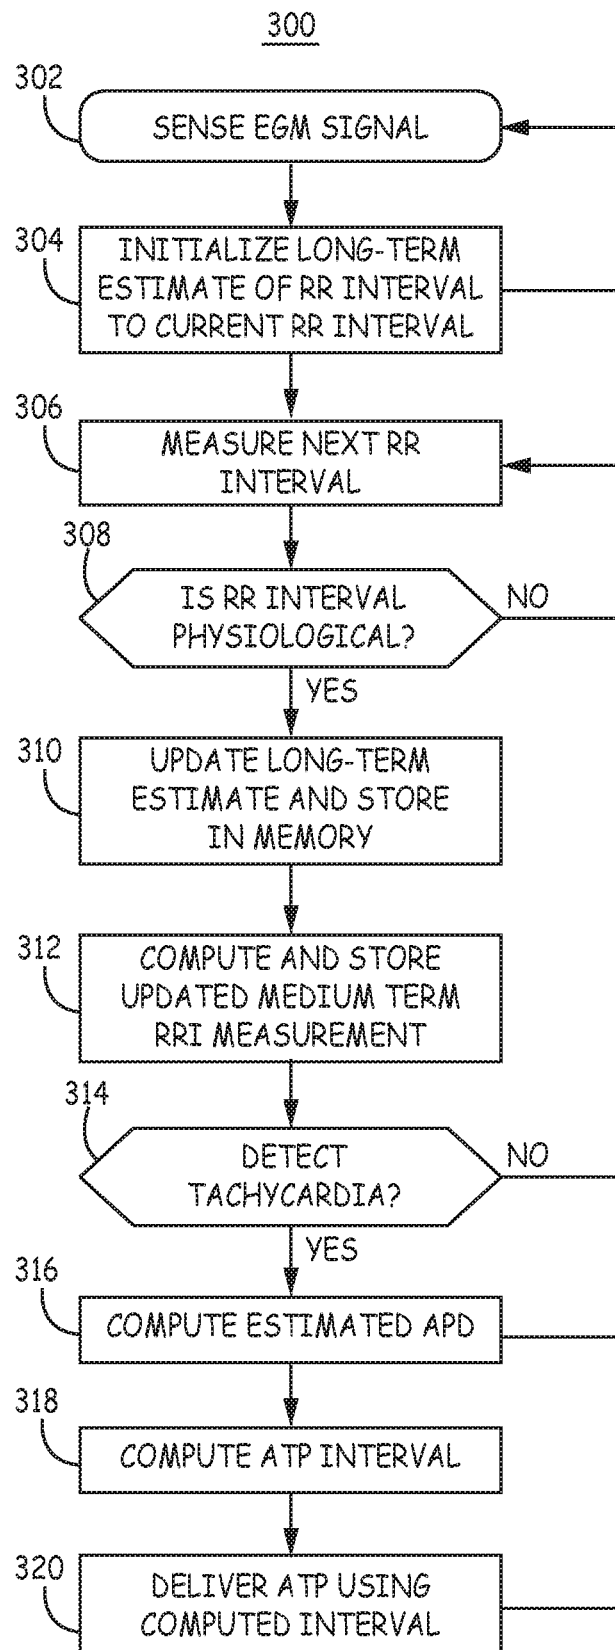 300
302
SENSE EGM SIGNAL
304
INITIALIZE LONG-TERM
ESTIMATE OF RR INTERVAL
TO CURRENT RR INTERVAL
306
MEASURE NEXT RR
INTERVAL
308
IS RR INTERVAL
PHYSIOLOGICAL?
NO
YES
310
UPDATE LONG-TERM
ESTIMATE AND STORE
IN MEMORY
312
COMPUTE AND STORE
UPDATED MEDIUM TERM
RRI MEASUREMENT
314
DETECT
TACHYCARDIA?
NO
YES
316
COMPUTE ESTIMATED APD
318
COMPUTE ATP INTERVAL
320
DELIVER ATP USING
COMPUTED INTERVAL